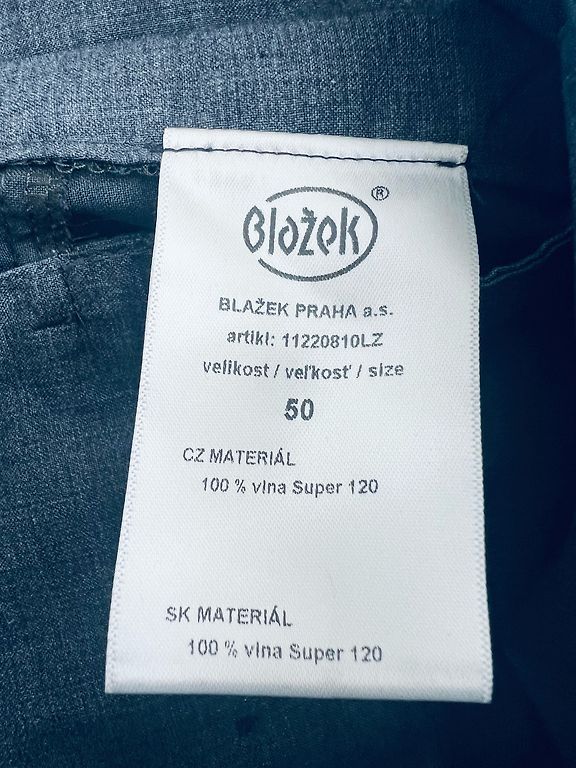 Blažek ®
BLAŽEK PRAHA a.s.
artikl: 11220810LZ
velikost / veľkosť / size
50
CZ MATERIÁL
100 % vlna Super 120
SK MATERIÁL
100 % vlna Super 120